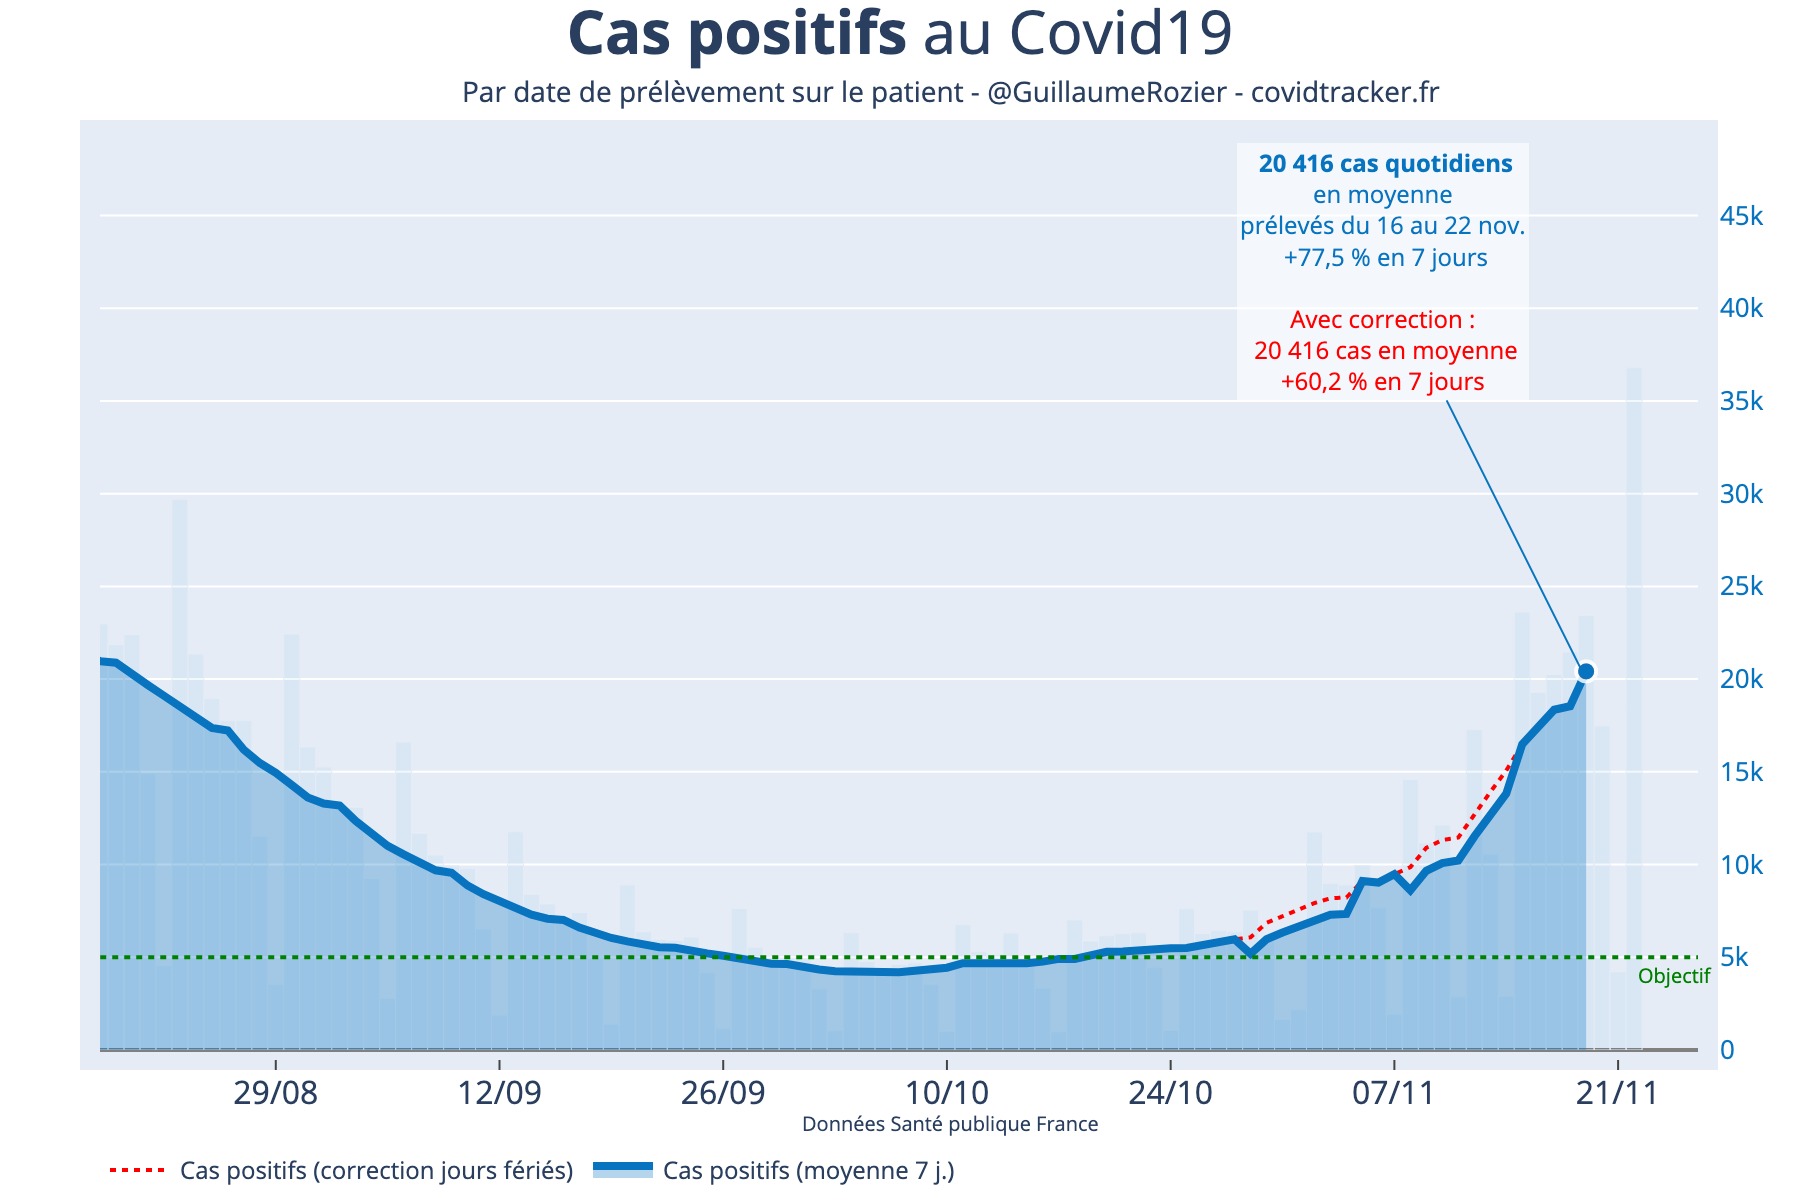 Cas positifs au Covid19
Par date de prélèvement sur le patient - @GuillaumeRozier - covidtracker.fr
20 416 cas quotidiens
en moyenne
prélevés du 16 au 22 nov.
+77,5 % en 7 jours
Avec correction :
20 416 cas en moyenne
+60,2 % en 7 jours
45k
40k
35k
30k
25k
20k
15k
10k
5k
Objectif
0
29/08
12/09
26/09
10/10
24/10
07/11
21/11
Données Santé publique France
Cas positifs (correction jours fériés)
Cas positifs (moyenne 7 j.)